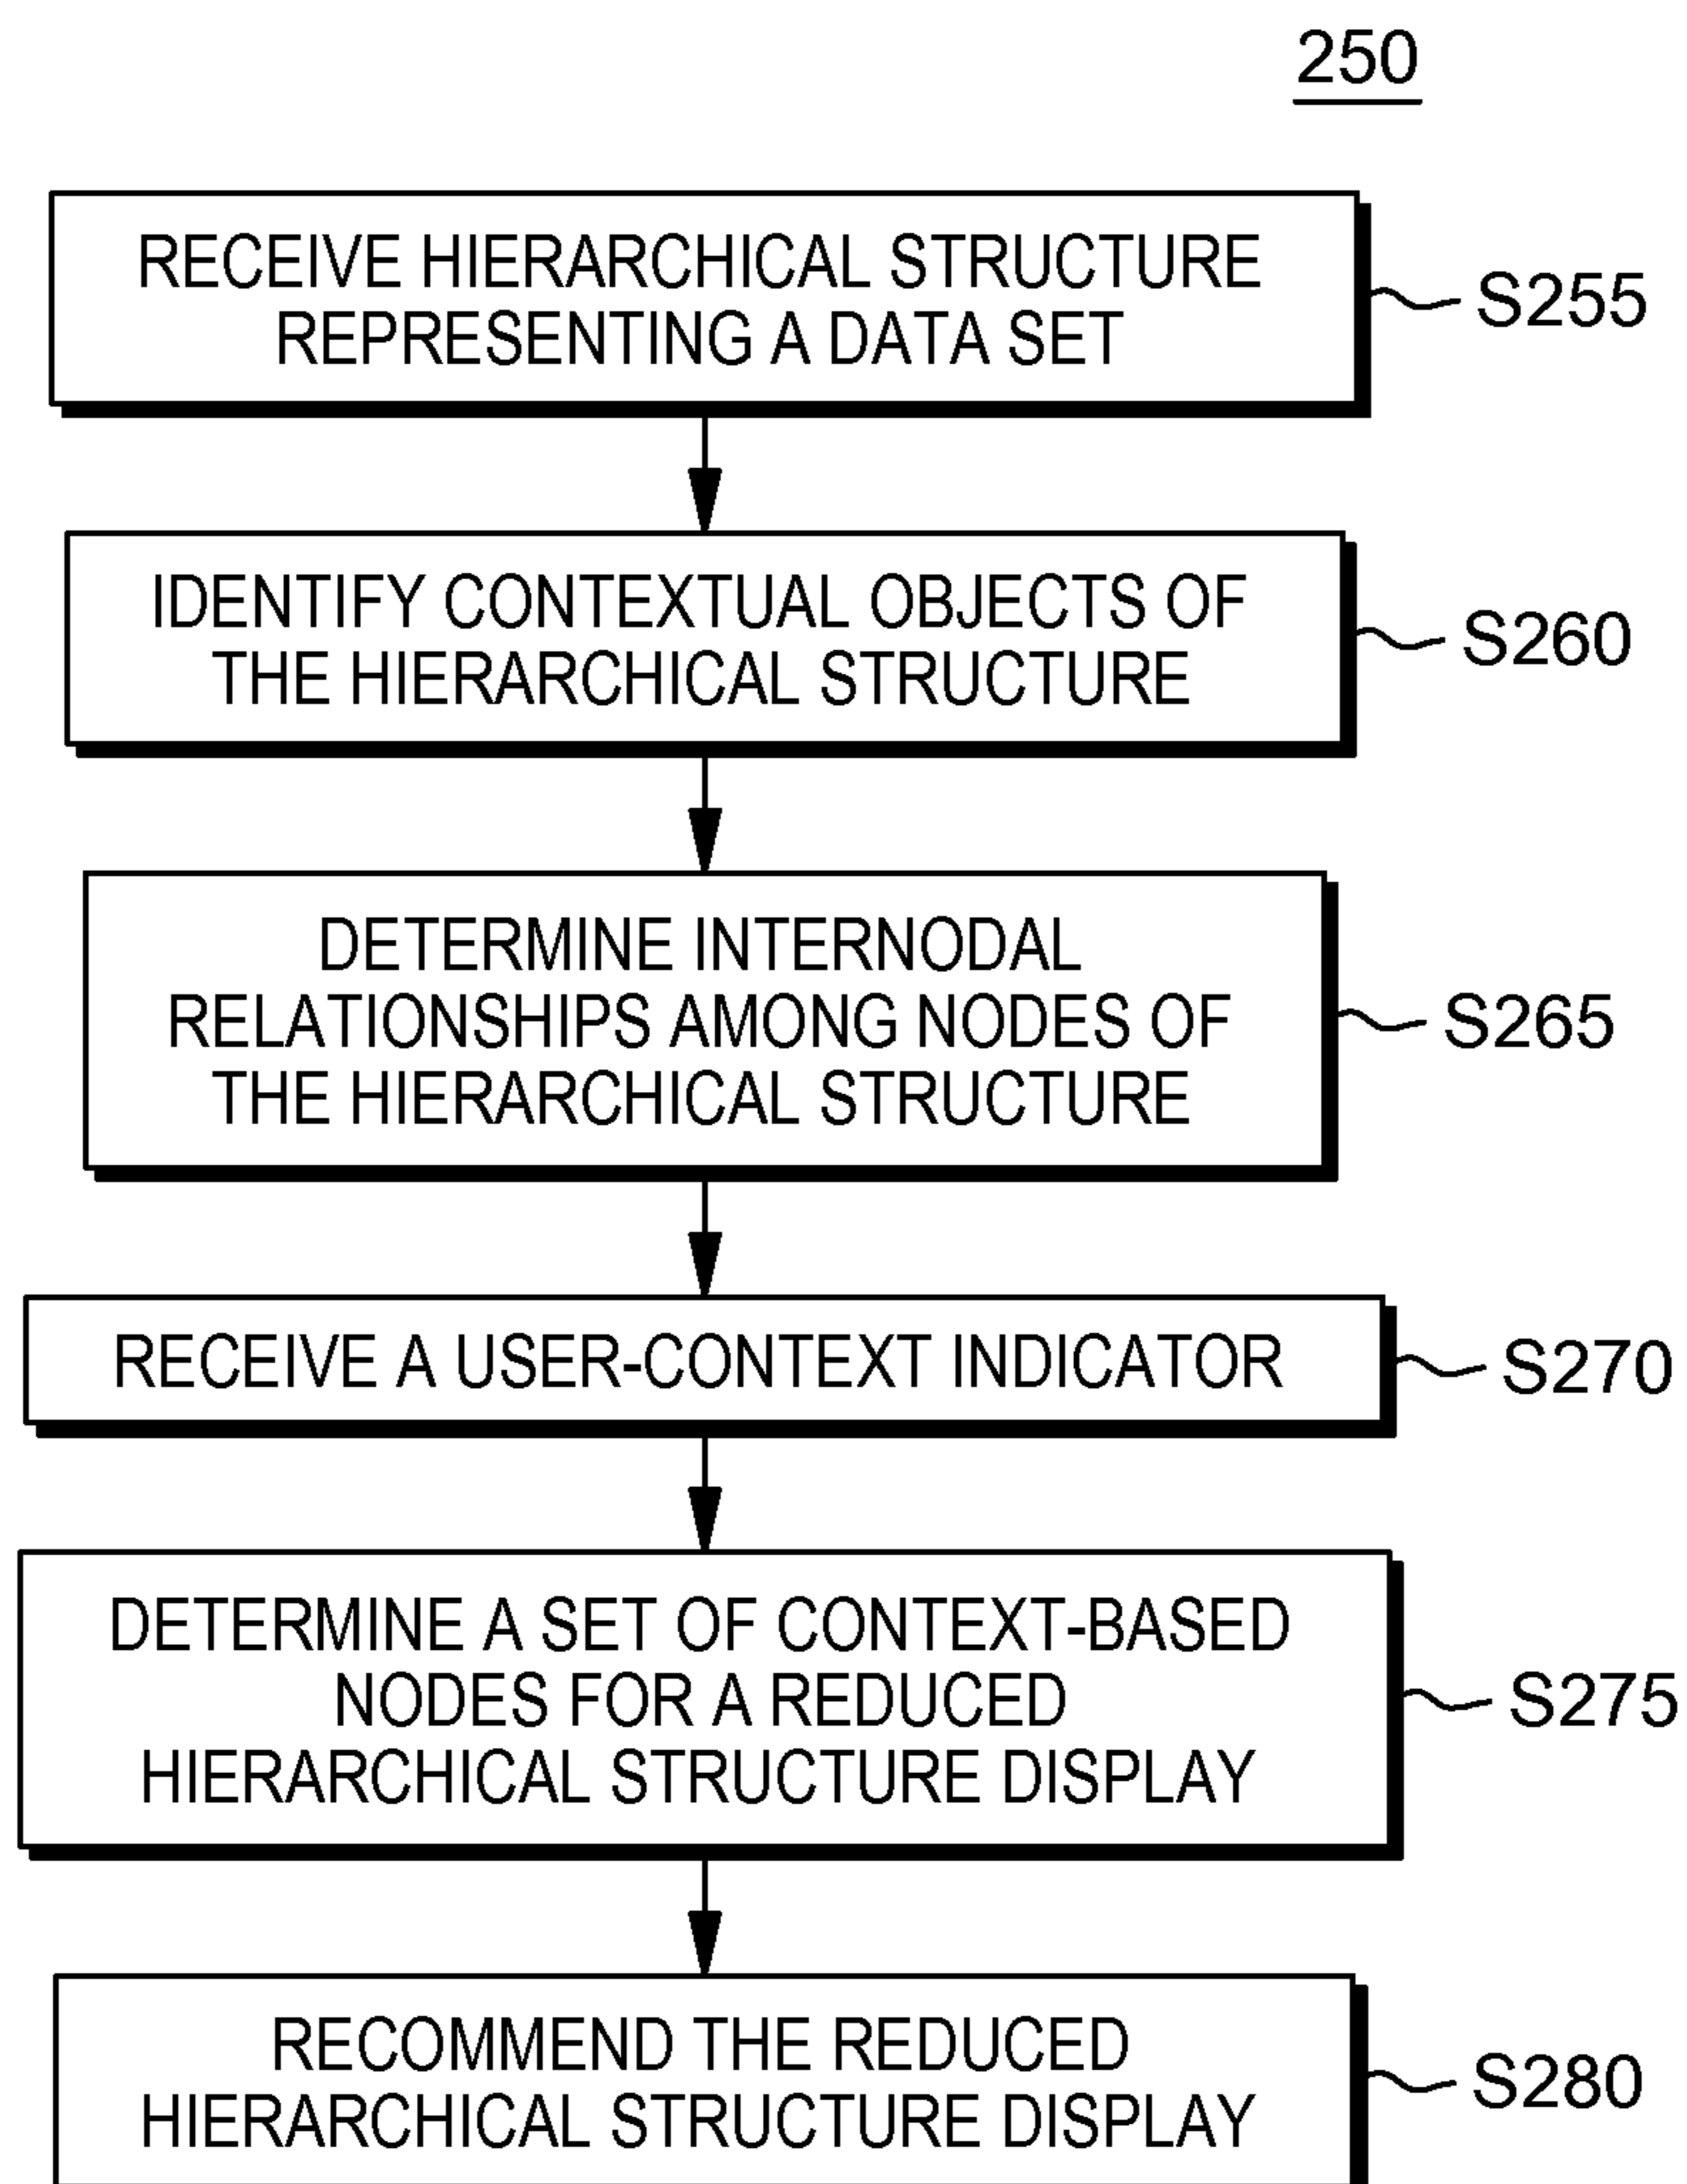 250
RECEIVE HIERARCHICAL STRUCTURE
REPRESENTING A DATA SET
S255
IDENTIFY CONTEXTUAL OBJECTS OF
THE HIERARCHICAL STRUCTURE
S260
DETERMINE INTERNODAL
RELATIONSHIPS AMONG NODES OF
THE HIERARCHICAL STRUCTURE
S265
RECEIVE A USER-CONTEXT INDICATOR
S270
DETERMINE A SET OF CONTEXT-BASED
NODES FOR A REDUCED
HIERARCHICAL STRUCTURE DISPLAY
S275
RECOMMEND THE REDUCED
HIERARCHICAL STRUCTURE DISPLAY
S280